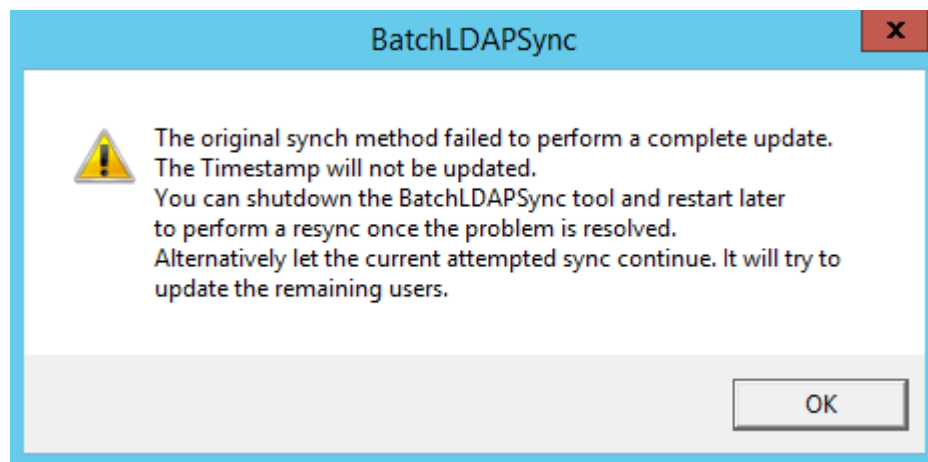 BatchLDAPSync
x
The original synch method failed to perform a complete update.
The Timestamp will not be updated.
You can shutdown the BatchLDAPSync tool and restart later
to perform a resync once the problem is resolved.
Alternatively let the current attempted sync continue. It will try to
update the remaining users.
OK